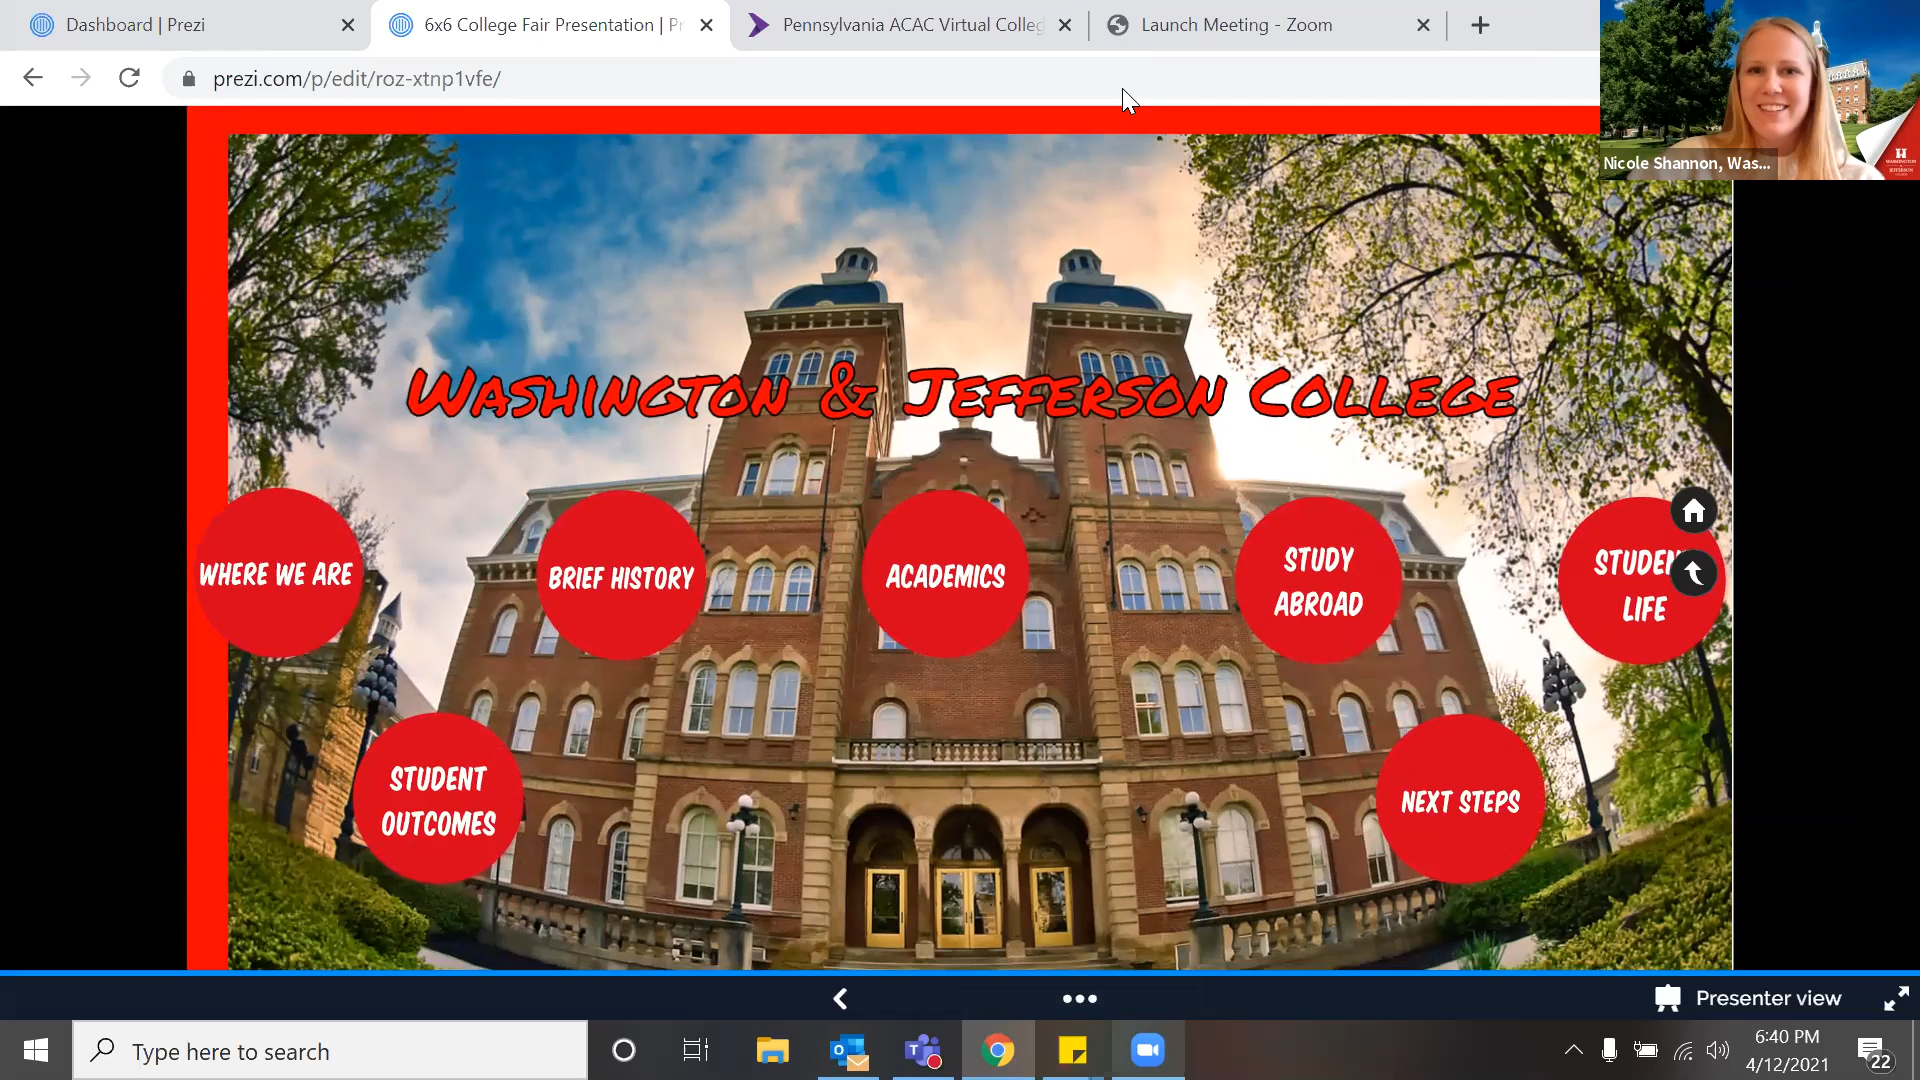 Dashboard | Prezi
6x6 College Fair Presentation | Pr
Pennsylvania ACAC Virtual Colleg
Launch Meeting - Zoom
prezi.com/p/edit/roz-xtnp1vfe/
Nicole Shannon, Was...
WASHINGTON & JEFFERSON COLLEGE
WHERE WE ARE
BRIEF HISTORY
ACADEMICS
STUDY
ABROAD
LIFE
STUDENT
OUTCOMES
NEXT STEPS
Presenter view
Type here to search
6:40 PM
4/12/2021
22